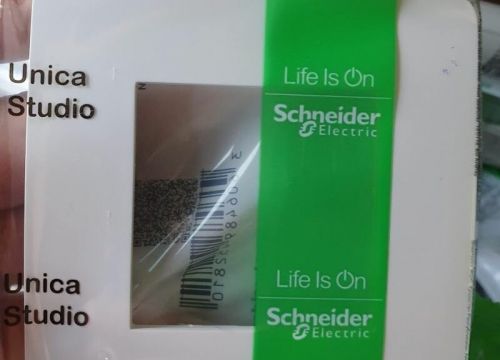 Unica
Studio
Life Is On
Schneider
Electric
Unica
Studio
Life Is On
Schneider
Electric